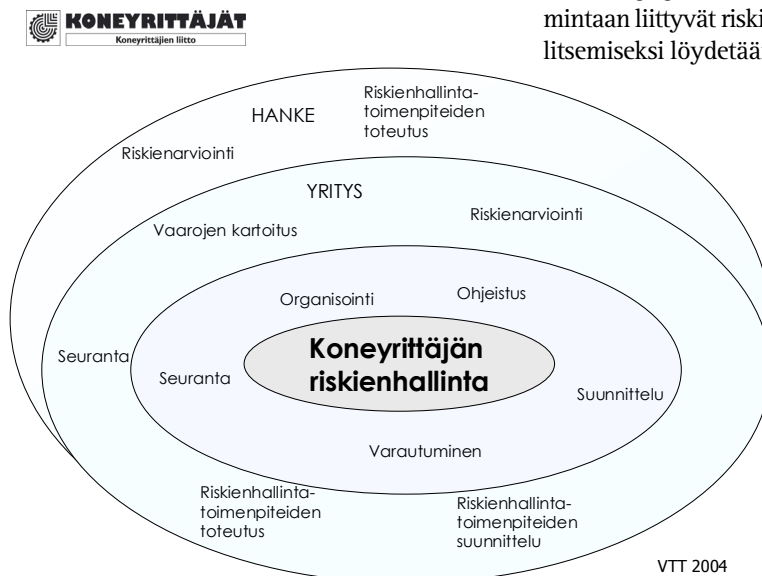 KONEYRITTÄJÄT
Koneyrittäjien liitto
mintaan liittyvät riski
litsemiseksi löydetää
HANKE
Riskienhallinta-
toimenpiteiden
toteutus
Riskienarviointi
YRITYS
Vaarojen kartoitus
Riskienarviointi
Organisointi
Ohjeistus
Seuranta
Seuranta
Koneyrittäjän
riskienhallinta
Suunnittelu
Varautuminen
Riskienhallinta-
toimenpiteiden
toteutus
Riskienhallinta-
toimenpiteiden
suunnittelu
VTT 2004